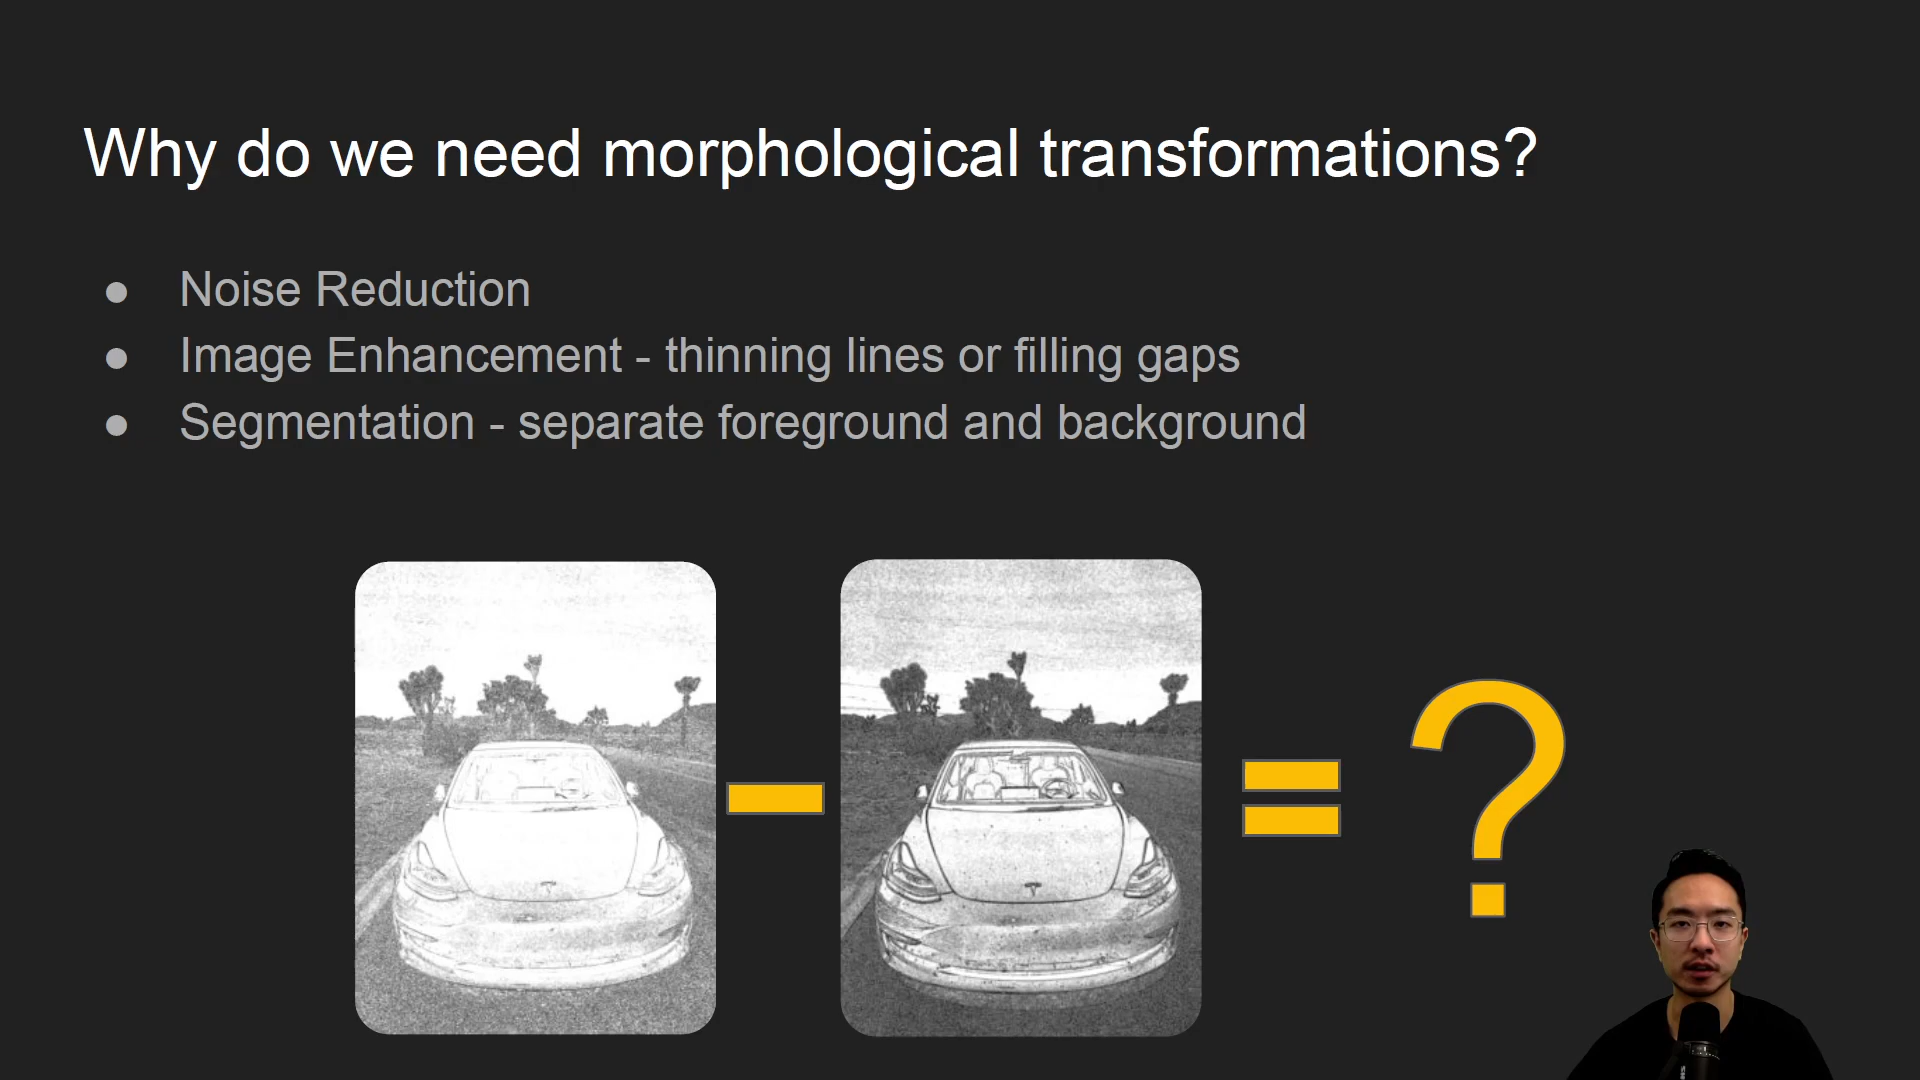 Why do we need morphological transformations?
● Noise Reduction
● Image Enhancement - thinning lines or filling gaps
● Segmentation - separate foreground and background
- = ?